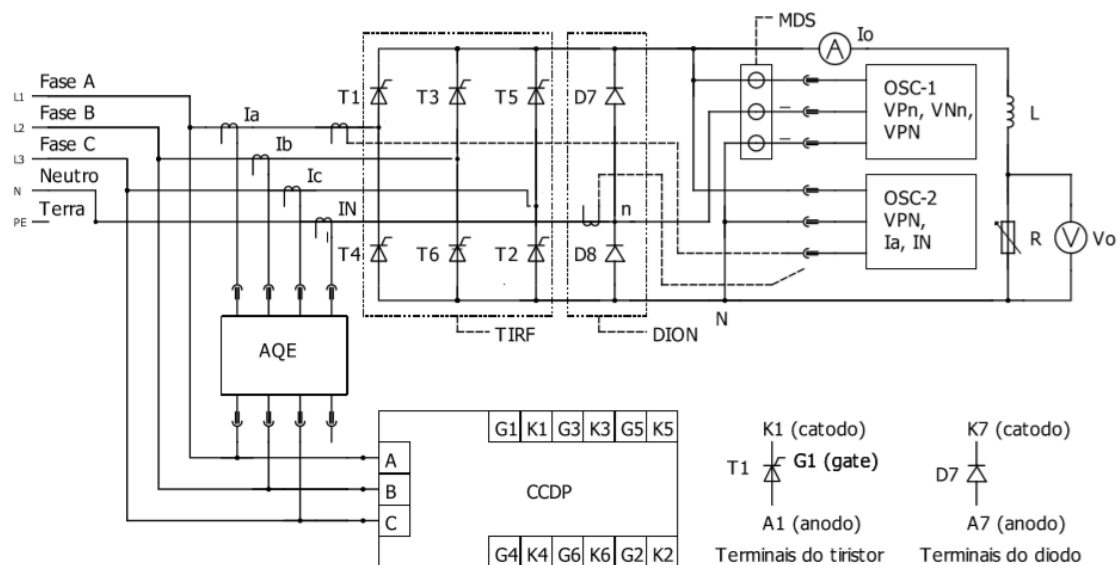 MDS
Io
A
Fase A
L1
Fase B
L2
Fase C
L3
Neutro
N
Terra
PE
Ia
Ib
Ic
IN
T1
T3
T5
D7
T4
T6
T2
D8
n
N
TIRF
DION
OSC-1
VPn, VNn,
VPN
OSC-2
VPN,
Ia, IN
L
R
V
Vo
AQE
G1 K1 G3 K3 G5 K5
A
B
C
CCDP
G4 K4 G6 K6 G2 K2
K1 (catodo)
T1
G1 (gate)
A1 (anodo)
Terminais do tiristor
K7 (catodo)
D7
A7 (anodo)
Terminais do diodo